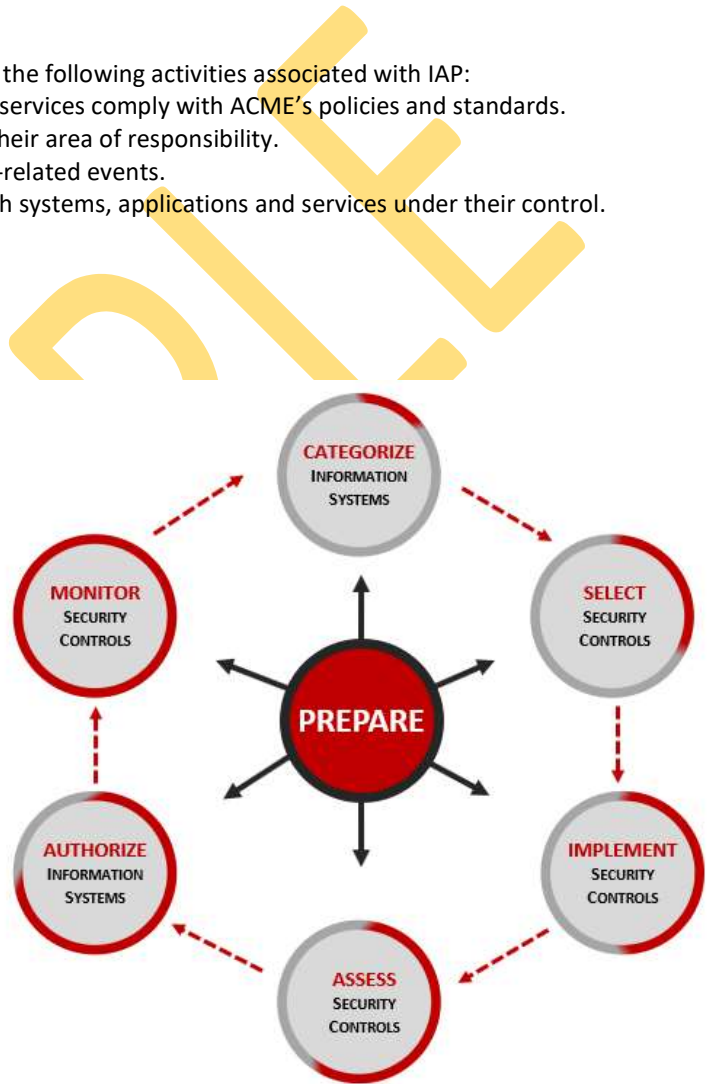 the following activities associated with IAP:
services comply with ACME’s policies and standards.
heir area of responsibility.
-related events.
h systems, applications and services under their control.
CATEGORIZE
INFORMATION
SYSTEMS
MONITOR
SECURITY
CONTROLS
SELECT
SECURITY
CONTROLS
PREPARE
AUTHORIZE
INFORMATION
SYSTEMS
IMPLEMENT
SECURITY
CONTROLS
ASSESS
SECURITY
CONTROLS